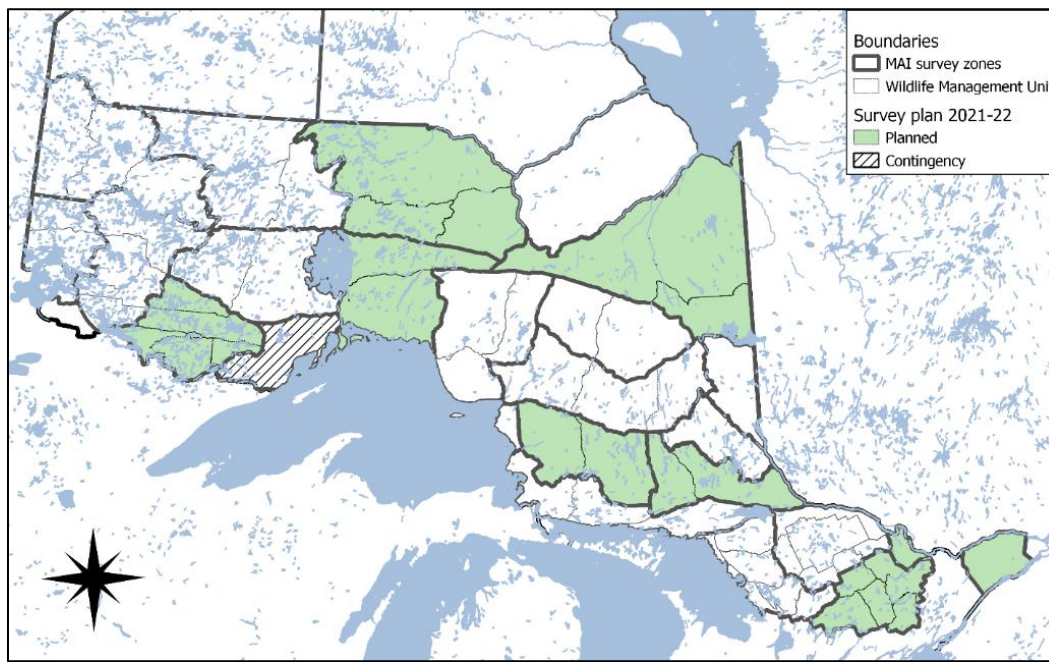 Boundaries
MAI survey zones
Wildlife Management Uni
Survey plan 2021-22
Planned
Contingency